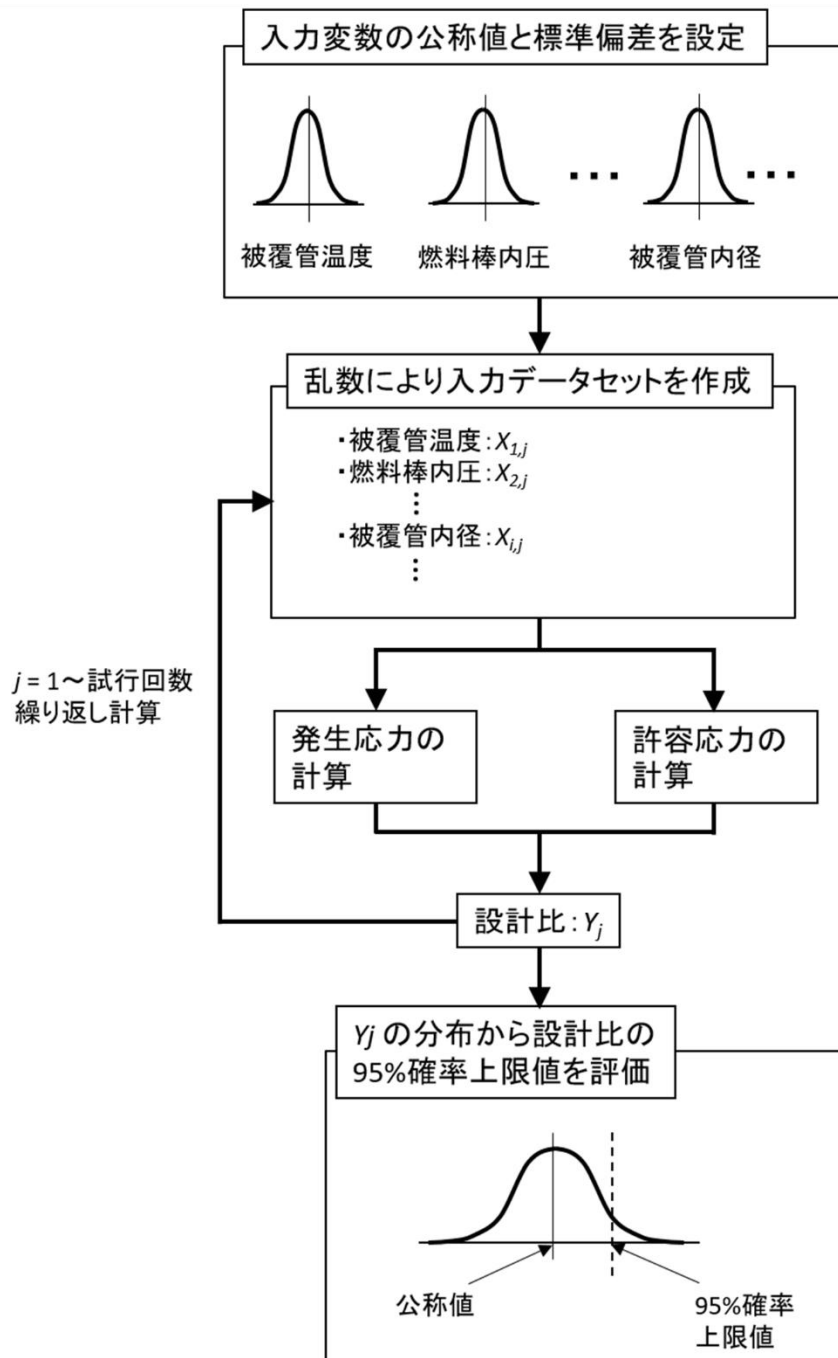 入力変数の公称値と標準偏差を設定
被覆管温度
燃料棒内圧
・・・
被覆管内径
・・・
乱数により入力データセットを作成
・被覆管温度：X1,j
・燃料棒内圧：X2,j
⋮
・被覆管内径：Xi,j
⋮
j = 1～試行回数
繰り返し計算
発生応力の
計算
許容応力の
計算
設計比：Yj
Yj の分布から設計比の
95%確率上限値を評価
公称値
95%確率
上限値